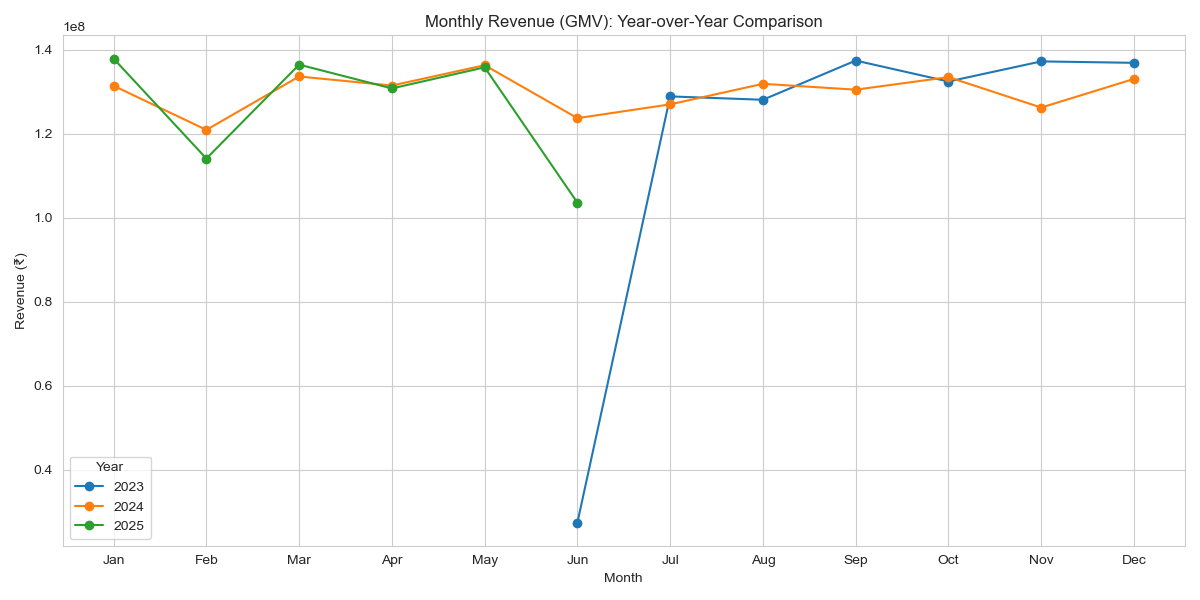 Monthly Revenue (GMV): Year-over-Year Comparison
1e8
1.4
1.2
1.0
0.8
0.6
0.4
Revenue (₹)
Year
2023
2024
2025
Jan Feb Mar Apr May Jun Jul Aug Sep Oct Nov Dec
Month